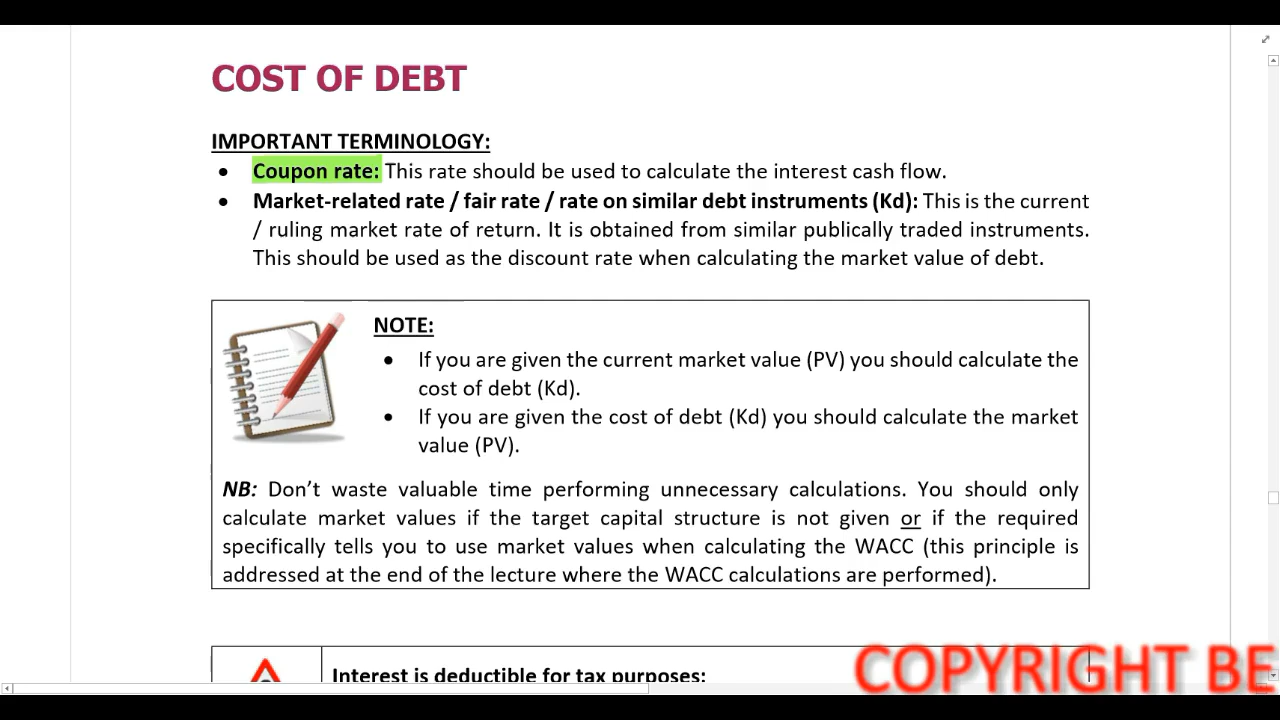 COST OF DEBT
IMPORTANT TERMINOLOGY:
• Coupon rate: This rate should be used to calculate the interest cash flow.
• Market-related rate / fair rate / rate on similar debt instruments (Kd): This is the current
/ ruling market rate of return. It is obtained from similar publically traded instruments.
This should be used as the discount rate when calculating the market value of debt.
NOTE:
• If you are given the current market value (PV) you should calculate the
cost of debt (Kd).
• If you are given the cost of debt (Kd) you should calculate the market
value (PV).
NB: Don’t waste valuable time performing unnecessary calculations. You should only
calculate market values if the target capital structure is not given or if the required
specifically tells you to use market values when calculating the WACC (this principle is
addressed at the end of the lecture where the WACC calculations are performed).
Interest is deductible for tax purposes:
COPYRIGHT BE